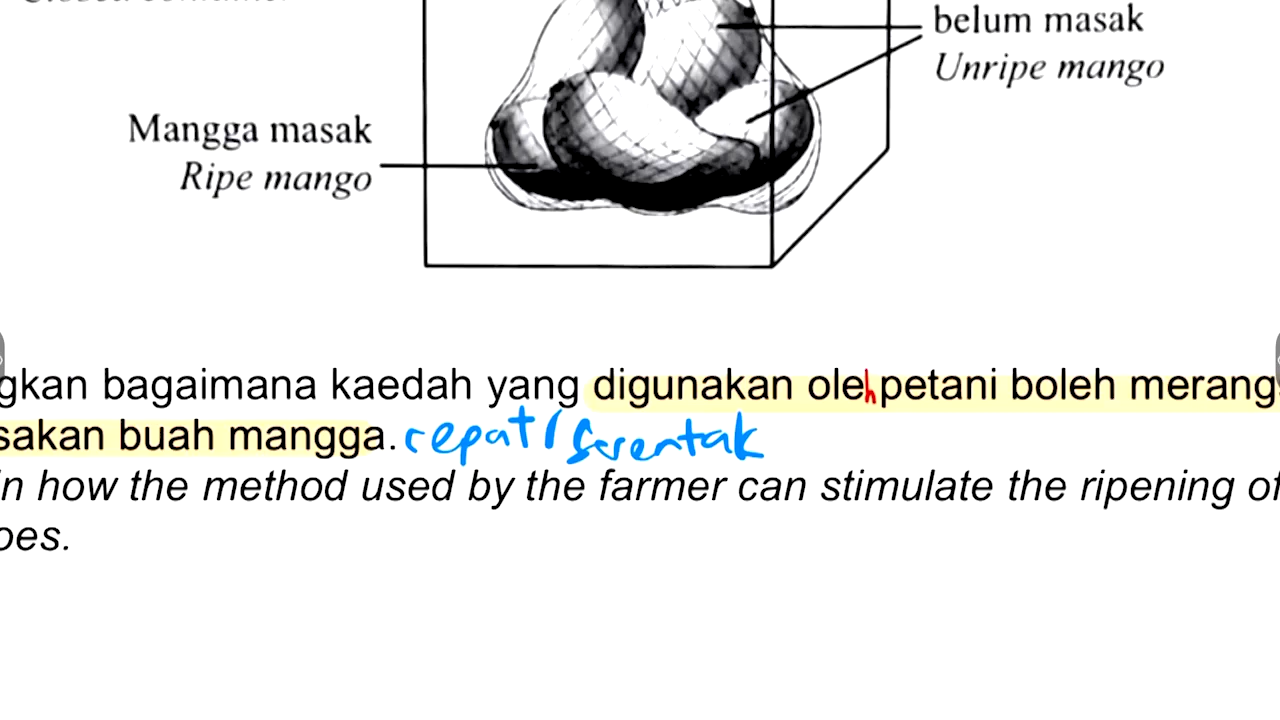 belum masak
Unripe mango
Mangga masak
Ripe mango
gkan bagaimana kaedah yang digunakan oleh petani boleh merang
sakan buah mangga. cepat/serentak
in how the method used by the farmer can stimulate the ripening of
oes.